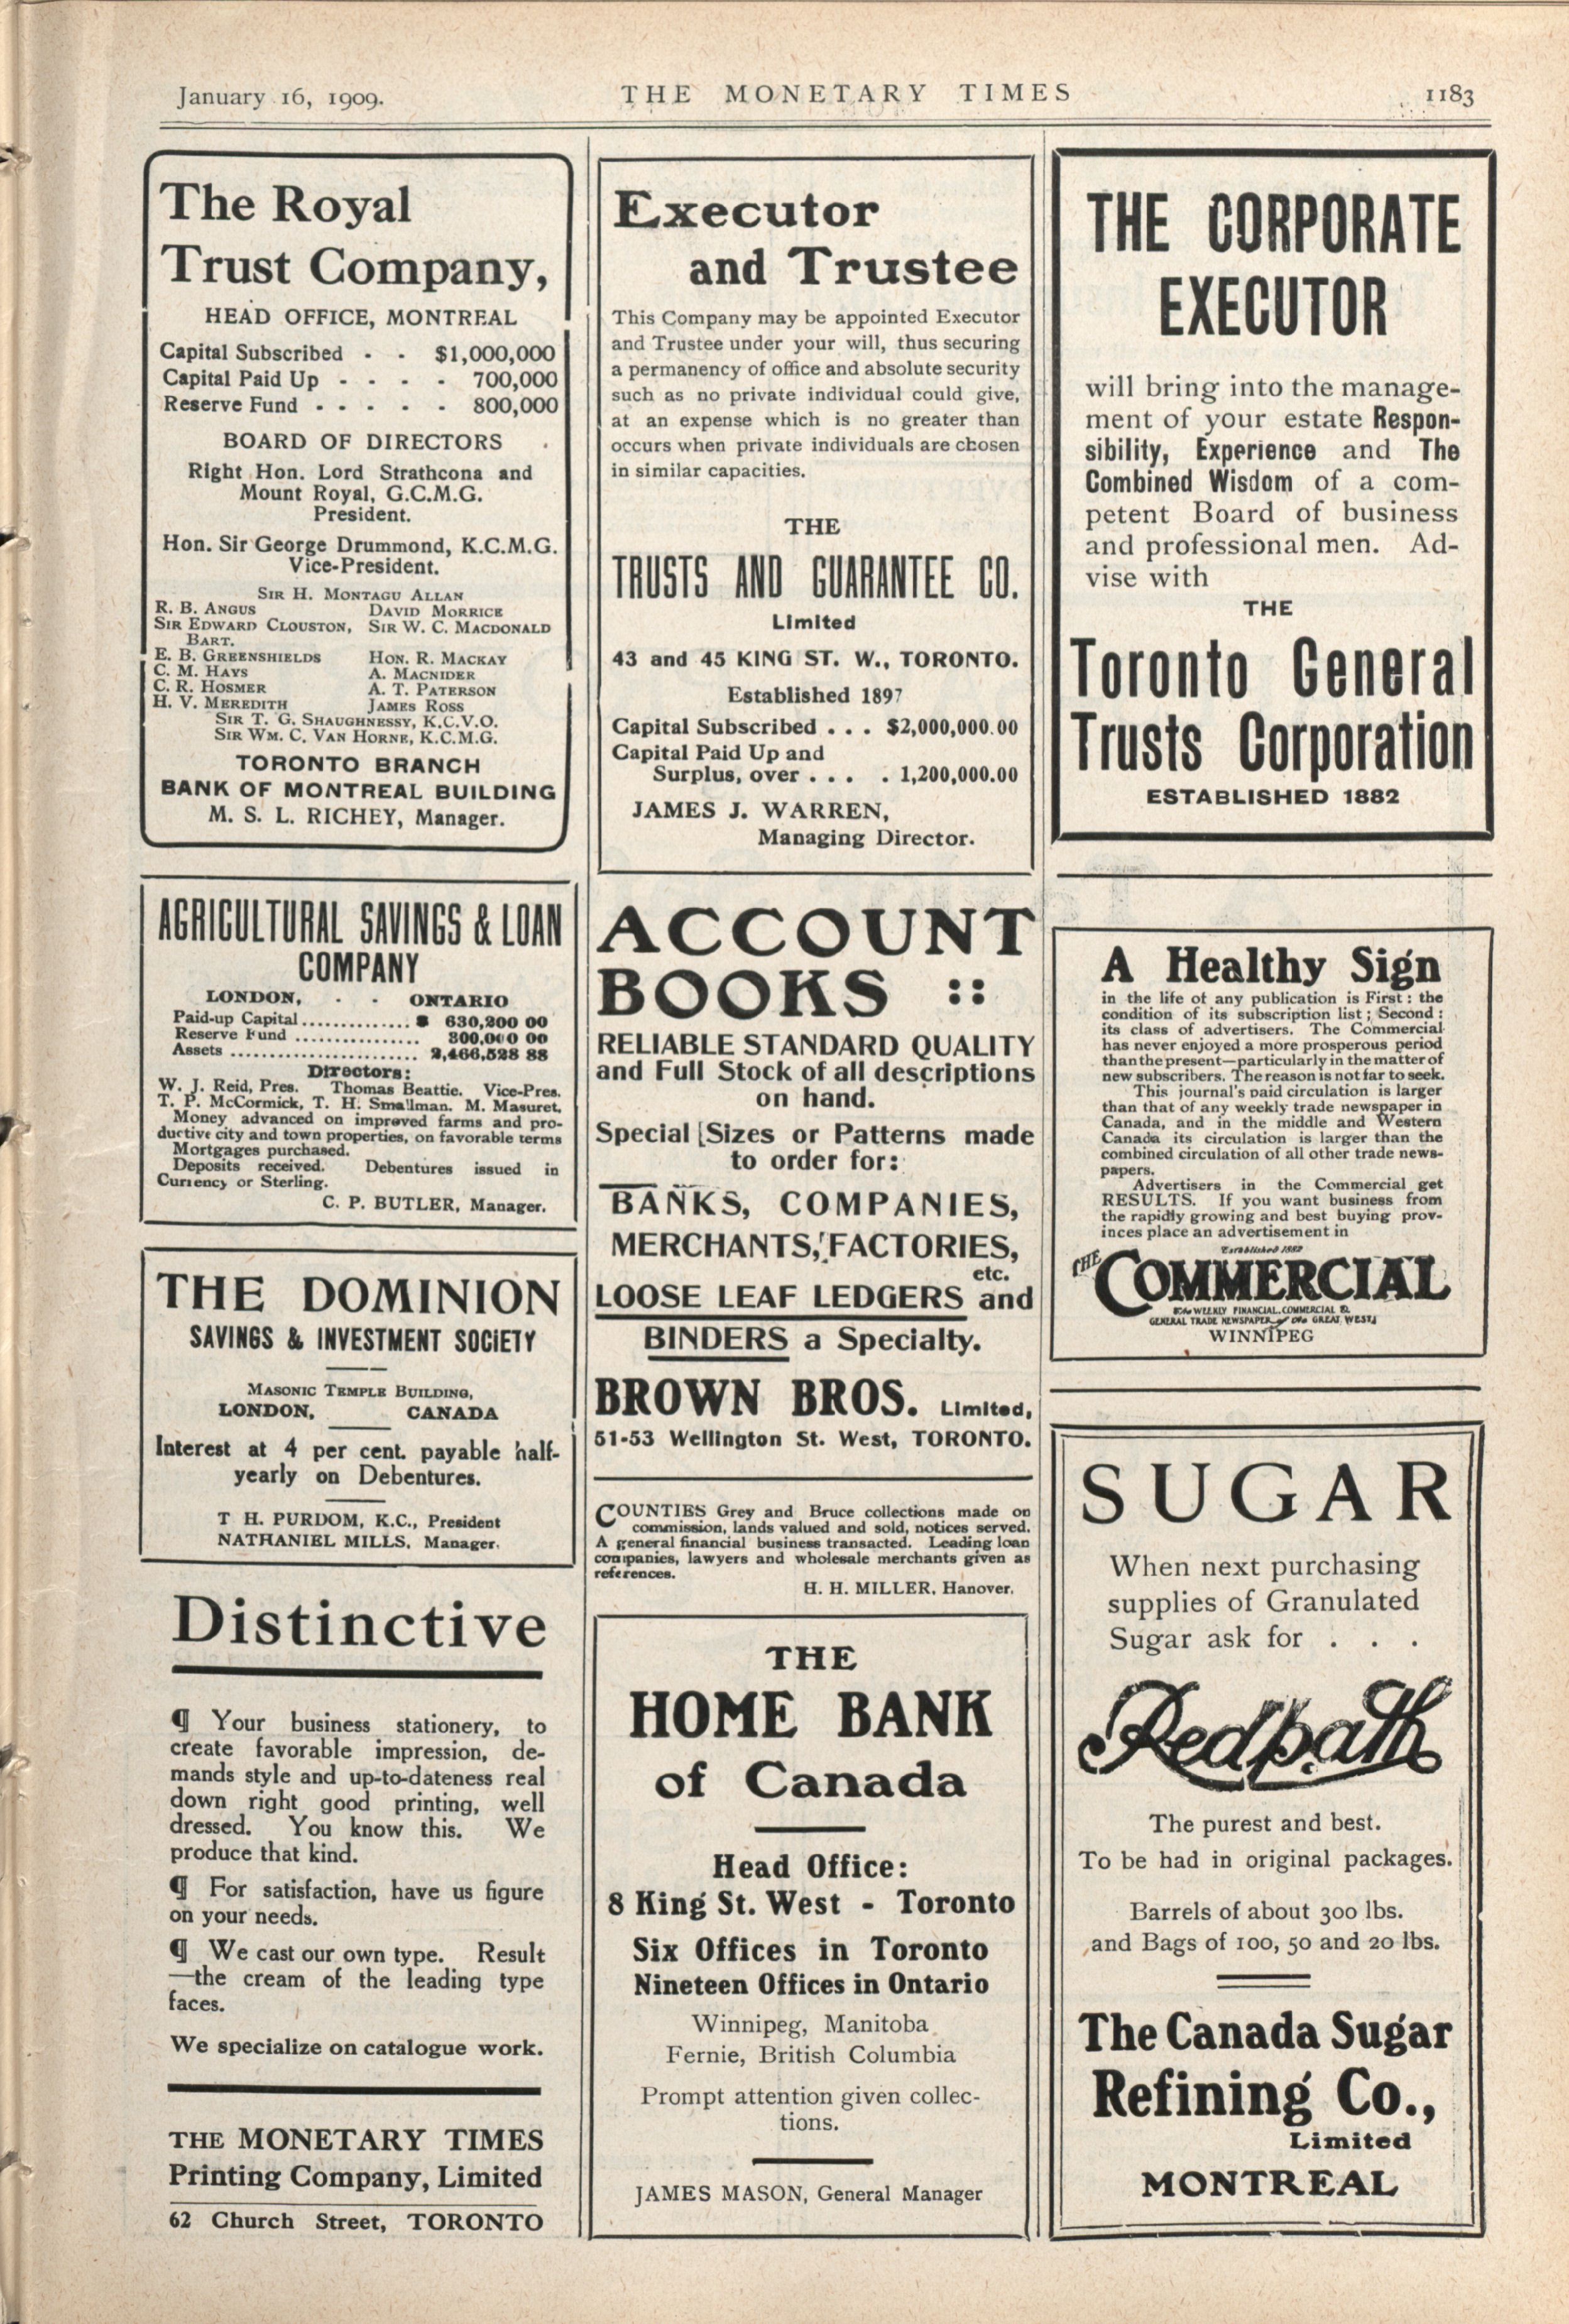 January 16, 1909.
THE MONETARY TIMES
1183
The Royal
Trust Company,
HEAD OFFICE, MONTREAL
Capital Subscribed - - $1,000,000
Capital Paid Up - - - - 700,000
Reserve Fund - - - - - 800,000
BOARD OF DIRECTORS
Right Hon. Lord Strathcona and
Mount Royal, G.C.M.G.
President.
Hon. Sir George Drummond, K.C.M.G.
Vice-President.
SIR H. MONTAGU ALLAN
R. B. ANGUS DAVID MORRICE
SIR EDWARD CLOUSTON, SIR W. C. MACDONALD
BART.
E. B. GREENSHIELDS HON. R. MACKAY
C. M. HAYS A. MACNIDER
C. R. HOSMER A. T. PATERSON
H. V. MEREDITH JAMES ROSS
SIR T. G. SHAUGHNESSY, K.C.V.O.
SIR WM. C. VAN HORNE, K.C.M.G.
TORONTO BRANCH
BANK OF MONTREAL BUILDING
M. S. L. RICHEY, Manager.
AGRICULTURAL SAVINGS & LOAN
COMPANY
LONDON, - - ONTARIO
Paid-up Capital.............. $ 630,200 00
Reserve Fund ................ 300,000 00
Assets ........................ 2,466,528 88
Directors:
W. J. Reid, Pres. Thomas Beattie. Vice-Pres.
T. P. McCormick, T. H. Smallman. M. Masuret.
Money advanced on improved farms and pro-
ductive city and town properties, on favorable terms
Mortgages purchased.
Deposits received. Debentures issued in
Currency or Sterling.
C. P. BUTLER, Manager.
THE DOMINION
SAVINGS & INVESTMENT SOCIETY
MASONIC TEMPLE BUILDING,
LONDON, CANADA
Interest at 4 per cent. payable half-
yearly on Debentures.
T H. PURDOM, K.C., President
NATHANIEL MILLS, Manager.
Distinctive
¶ Your business stationery, to
create favorable impression, de-
mands style and up-to-dateness real
down right good printing, well
dressed. You know this. We
produce that kind.
¶ For satisfaction, have us figure
on your needs.
¶ We cast our own type. Result
—the cream of the leading type
faces.
We specialize on catalogue work.
THE MONETARY TIMES
Printing Company, Limited
62 Church Street, TORONTO
Executor
and Trustee
This Company may be appointed Executor
and Trustee under your will, thus securing
a permanency of office and absolute security
such as no private individual could give,
at an expense which is no greater than
occurs when private individuals are chosen
in similar capacities.
THE
TRUSTS AND GUARANTEE CO.
Limited
43 and 45 KING ST. W., TORONTO.
Established 1897
Capital Subscribed . . . $2,000,000.00
Capital Paid Up and
Surplus, over . . . . 1,200,000.00
JAMES J. WARREN,
Managing Director.
ACCOUNT
BOOKS ::
RELIABLE STANDARD QUALITY
and Full Stock of all descriptions
on hand.
Special Sizes or Patterns made
to order for:
BANKS, COMPANIES,
MERCHANTS, FACTORIES,
etc.
LOOSE LEAF LEDGERS and
BINDERS a Specialty.
BROWN BROS. Limited,
51-53 Wellington St. West, TORONTO.
COUNTIES Grey and Bruce collections made on
commission, lands valued and sold, notices served.
A general financial business transacted. Leading loan
companies, lawyers and wholesale merchants given as
references.
H. H. MILLER, Hanover.
THE
HOME BANK
of Canada
Head Office:
8 King St. West - Toronto
Six Offices in Toronto
Nineteen Offices in Ontario
Winnipeg, Manitoba
Fernie, British Columbia
Prompt attention given collec-
tions.
JAMES MASON, General Manager
THE CORPORATE
EXECUTOR
will bring into the manage-
ment of your estate Respon-
sibility, Experience and The
Combined Wisdom of a com-
petent Board of business
and professional men. Ad-
vise with
THE
Toronto General
Trusts Corporation
ESTABLISHED 1882
A Healthy Sign
in the life of any publication is First: the
condition of its subscription list; Second:
its class of advertisers. The Commercial
has never enjoyed a more prosperous period
than the present—particularly in the matter of
new subscribers. The reason is not far to seek.
This journal's paid circulation is larger
than that of any weekly trade newspaper in
Canada, and in the middle and Western
Canada its circulation is larger than the
combined circulation of all other trade news-
papers.
Advertisers in the Commercial get
RESULTS. If you want business from
the rapidly growing and best buying prov-
inces place an advertisement in
Established 1882
THE COMMERCIAL
The WEEKLY FINANCIAL, COMMERCIAL &
GENERAL TRADE NEWSPAPER of the GREAT WEST
WINNIPEG
SUGAR
When next purchasing
supplies of Granulated
Sugar ask for . . .
Redpath
The purest and best.
To be had in original packages.
Barrels of about 300 lbs.
and Bags of 100, 50 and 20 lbs.
The Canada Sugar
Refining Co.,
Limited
MONTREAL